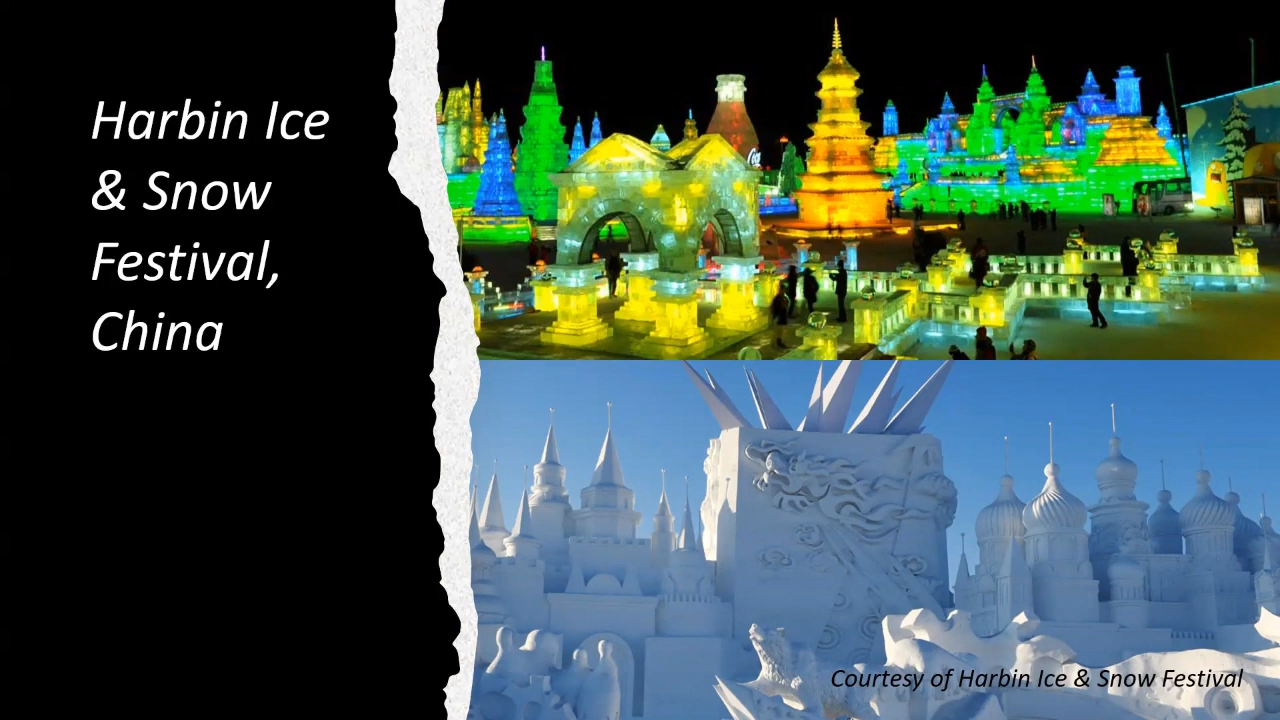 Harbin Ice
& Snow
Festival,
China
Courtesy of Harbin Ice & Snow Festival